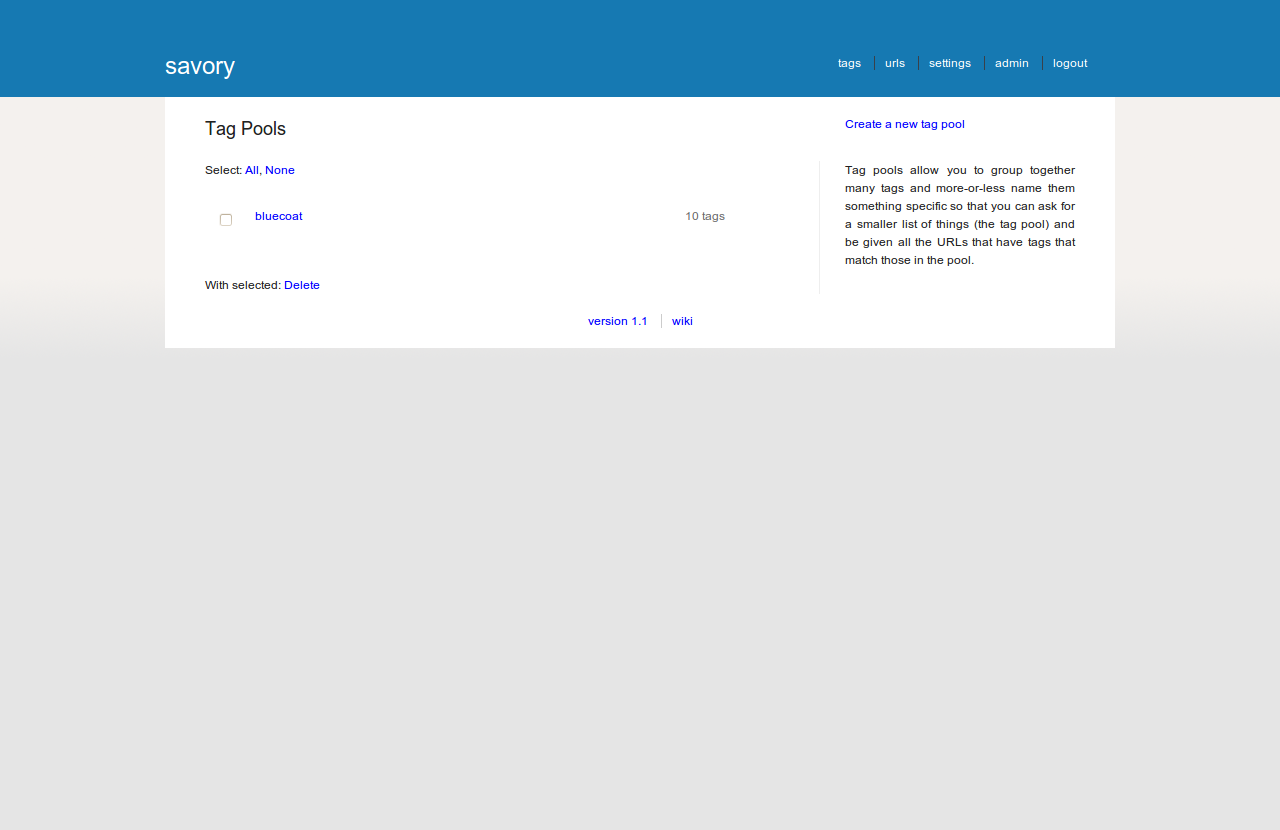 savory
tags
urls
settings
admin
logout
Tag Pools
Create a new tag pool
Select: All, None
bluecoat
10 tags
With selected: Delete
Tag pools allow you to group together
many tags and more-or-less name them
something specific so that you can ask for
a smaller list of things (the tag pool) and
be given all the URLs that have tags that
match those in the pool.
version 1.1
wiki